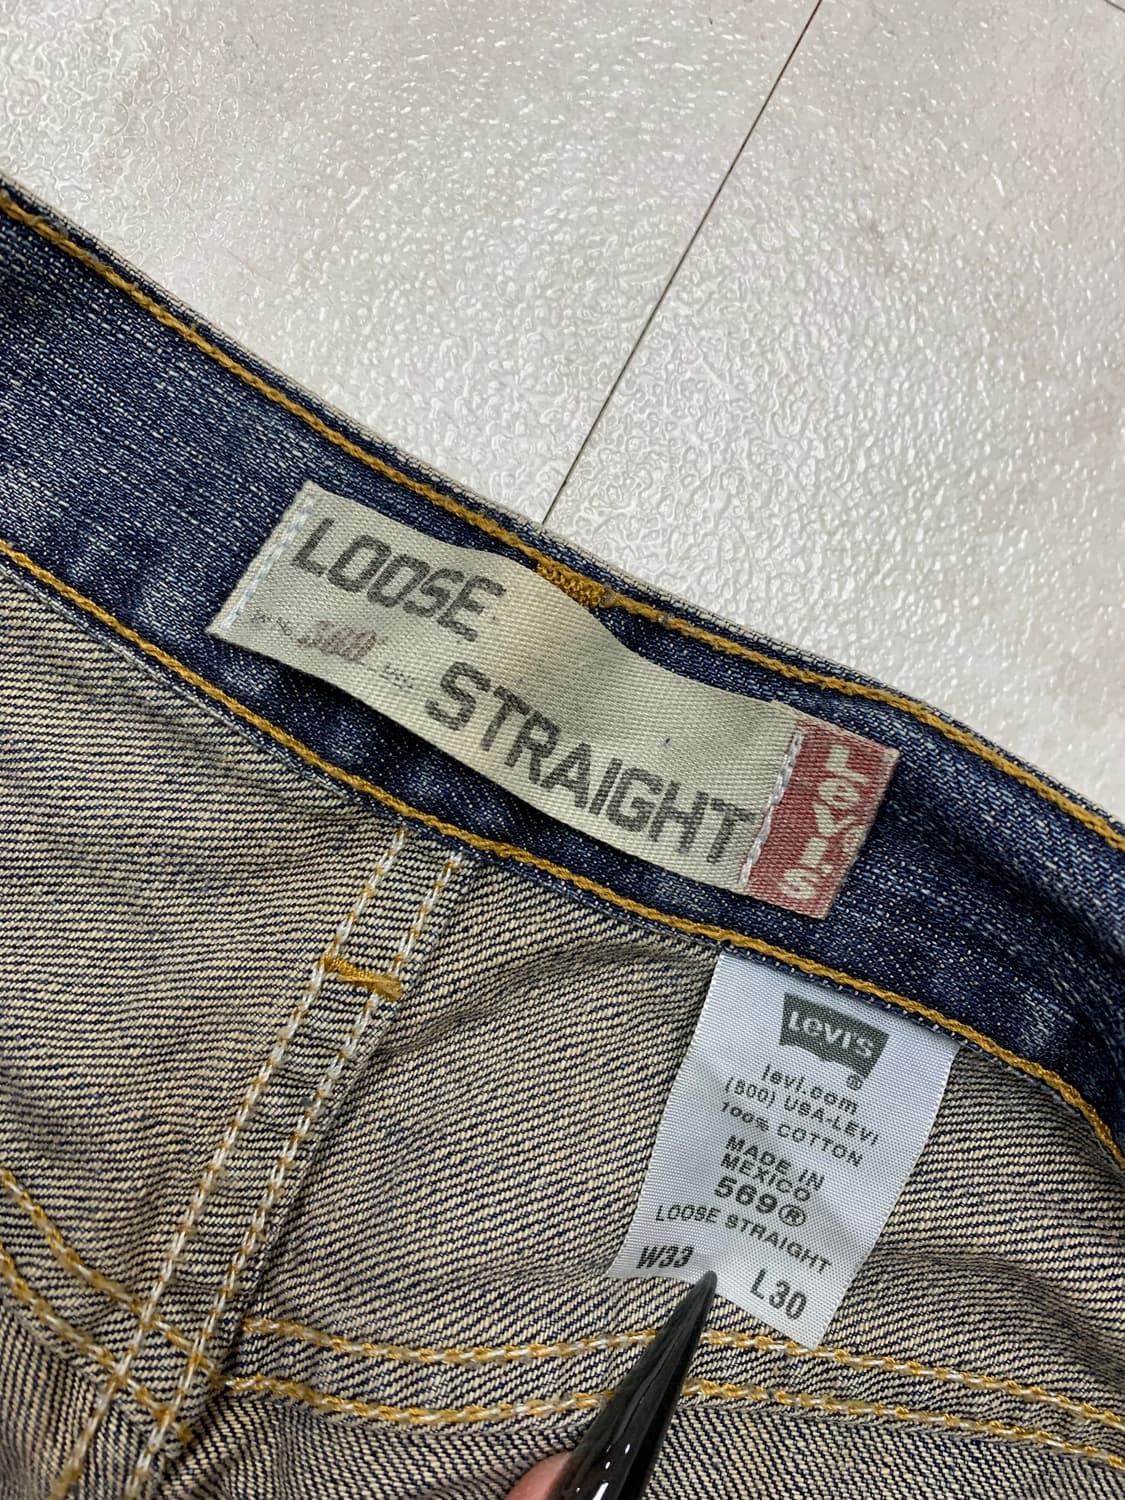 LOOSE
STRAIGHT
Levi's
Levi's®
levi.com
(800) USA-LEVI
100% COTTON
MADE IN
MEXICO
569®
LOOSE STRAIGHT
W33 L30